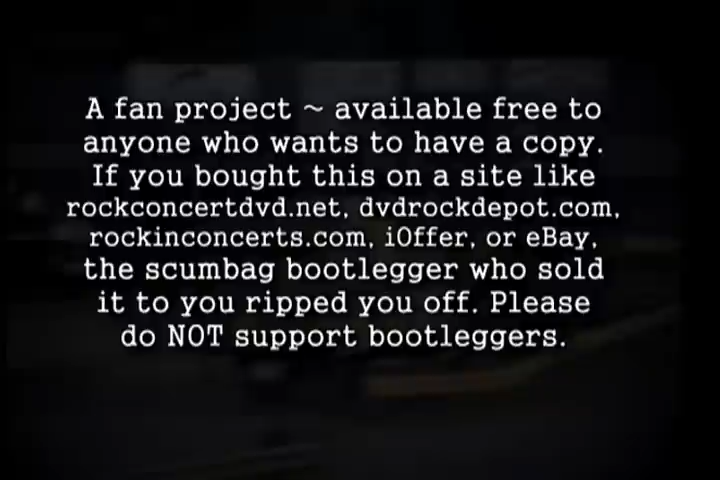 A fan project ~ available free to
anyone who wants to have a copy.
If you bought this on a site like
rockconcertdvd.net, dvdrockdepot.com,
rockinconcerts.com, iOffer, or eBay,
the scumbag bootlegger who sold
it to you ripped you off. Please
do NOT support bootleggers.